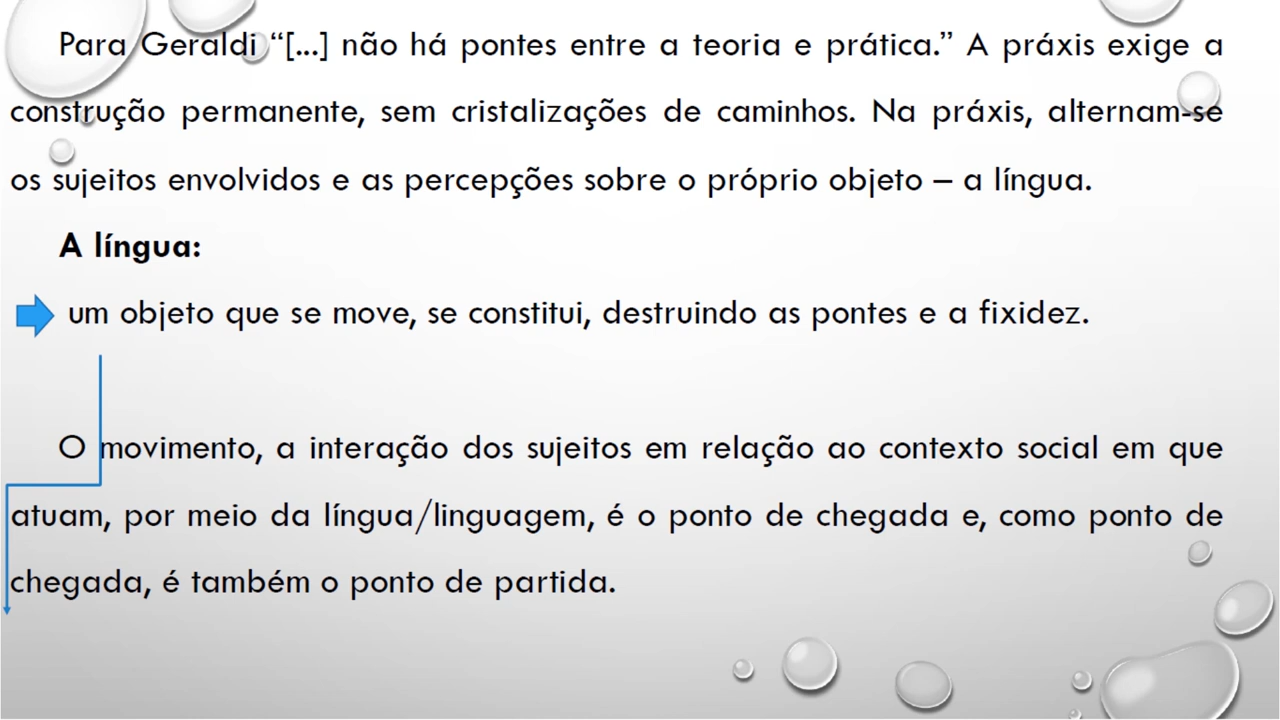 Para Geraldi “[...] não há pontes entre a teoria e prática.” A práxis exige a
construção permanente, sem cristalizações de caminhos. Na práxis, alternam-se
os sujeitos envolvidos e as percepções sobre o próprio objeto – a língua.
A língua:
um objeto que se move, se constitui, destruindo as pontes e a fixidez.
O movimento, a interação dos sujeitos em relação ao contexto social em que
atuam, por meio da língua/linguagem, é o ponto de chegada e, como ponto de
chegada, é também o ponto de partida.